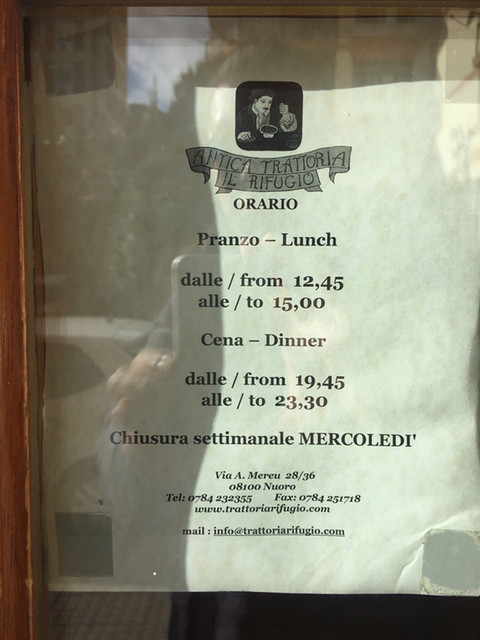 ANTICA TRATTORIA
IL RIFUGIO
ORARIO
Pranzo – Lunch
dalle / from 12,45
alle / to 15,00
Cena – Dinner
dalle / from 19,45
alle / to 23,30
Chiusura settimanale MERCOLEDI'
Via A. Mereu 28/36
08100 Nuoro
Tel: 0784 232355 Fax: 0784 251718
www.trattoriarifugio.com
mail : info@trattoriarifugio.com